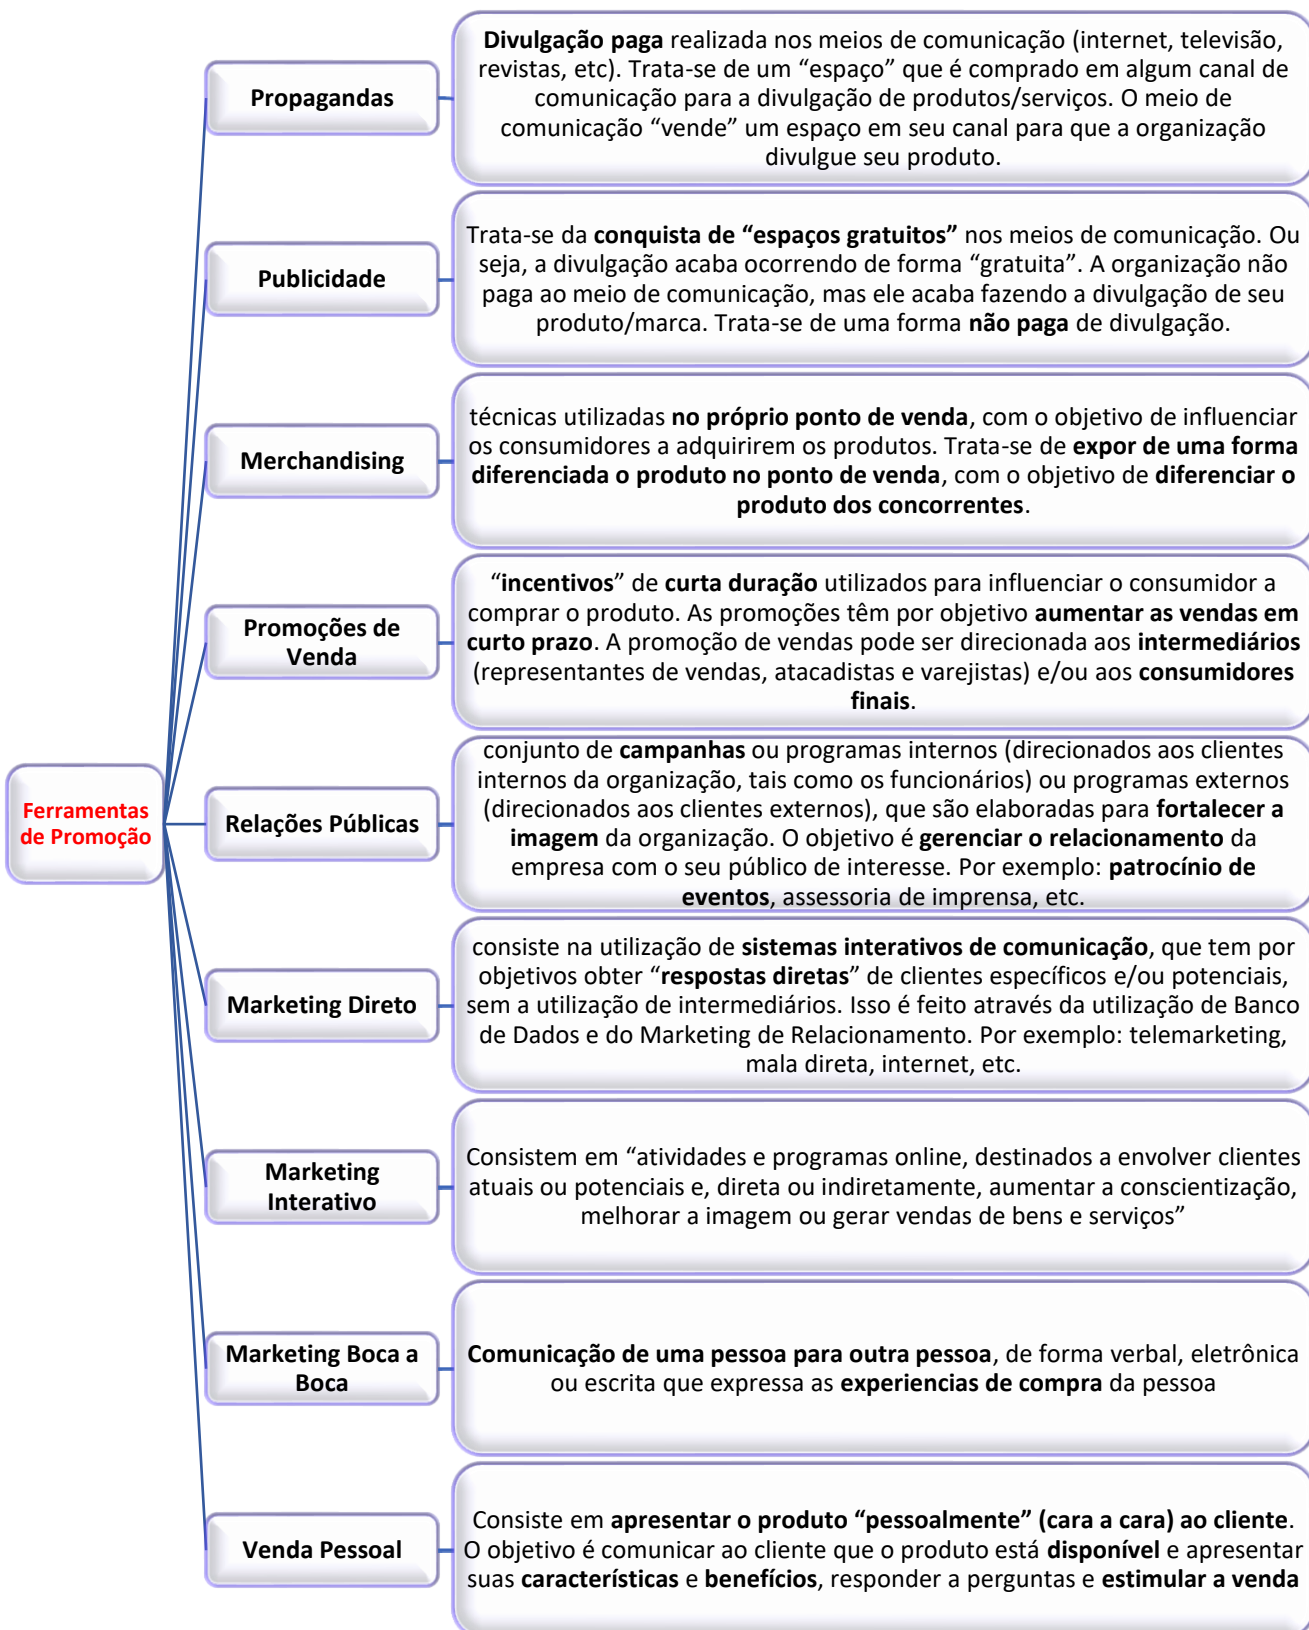 Ferramentas
de Promoção
Propagandas
Divulgação paga realizada nos meios de comunicação (internet, televisão,
revistas, etc). Trata-se de um “espaço” que é comprado em algum canal de
comunicação para a divulgação de produtos/serviços. O meio de
comunicação “vende” um espaço em seu canal para que a organização
divulgue seu produto.
Publicidade
Trata-se da conquista de “espaços gratuitos” nos meios de comunicação. Ou
seja, a divulgação acaba ocorrendo de forma “gratuita”. A organização não
paga ao meio de comunicação, mas ele acaba fazendo a divulgação de seu
produto/marca. Trata-se de uma forma não paga de divulgação.
Merchandising
técnicas utilizadas no próprio ponto de venda, com o objetivo de influenciar
os consumidores a adquirirem os produtos. Trata-se de expor de uma forma
diferenciada o produto no ponto de venda, com o objetivo de diferenciar o
produto dos concorrentes.
Promoções de
Venda
“incentivos” de curta duração utilizados para influenciar o consumidor a
comprar o produto. As promoções têm por objetivo aumentar as vendas em
curto prazo. A promoção de vendas pode ser direcionada aos intermediários
(representantes de vendas, atacadistas e varejistas) e/ou aos consumidores
finais.
Relações Públicas
conjunto de campanhas ou programas internos (direcionados aos clientes
internos da organização, tais como os funcionários) ou programas externos
(direcionados aos clientes externos), que são elaboradas para fortalecer a
imagem da organização. O objetivo é gerenciar o relacionamento da
empresa com o seu público de interesse. Por exemplo: patrocínio de
eventos, assessoria de imprensa, etc.
Marketing Direto
consiste na utilização de sistemas interativos de comunicação, que tem por
objetivos obter “respostas diretas” de clientes específicos e/ou potenciais,
sem a utilização de intermediários. Isso é feito através da utilização de Banco
de Dados e do Marketing de Relacionamento. Por exemplo: telemarketing,
mala direta, internet, etc.
Marketing
Interativo
Consistem em “atividades e programas online, destinados a envolver clientes
atuais ou potenciais e, direta ou indiretamente, aumentar a conscientização,
melhorar a imagem ou gerar vendas de bens e serviços”
Marketing Boca a
Boca
Comunicação de uma pessoa para outra pessoa, de forma verbal, eletrônica
ou escrita que expressa as experiencias de compra da pessoa
Venda Pessoal
Consiste em apresentar o produto “pessoalmente” (cara a cara) ao cliente.
O objetivo é comunicar ao cliente que o produto está disponível e apresentar
suas características e benefícios, responder a perguntas e estimular a venda